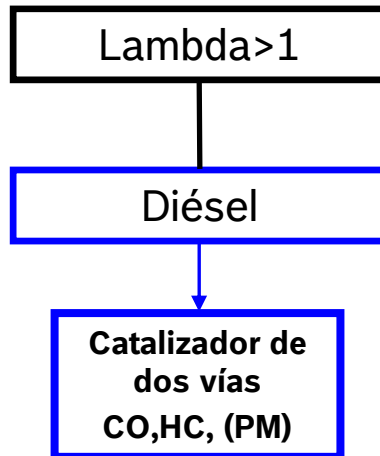 Lambda>1
Diésel
Catalizador de
dos vías
CO,HC, (PM)